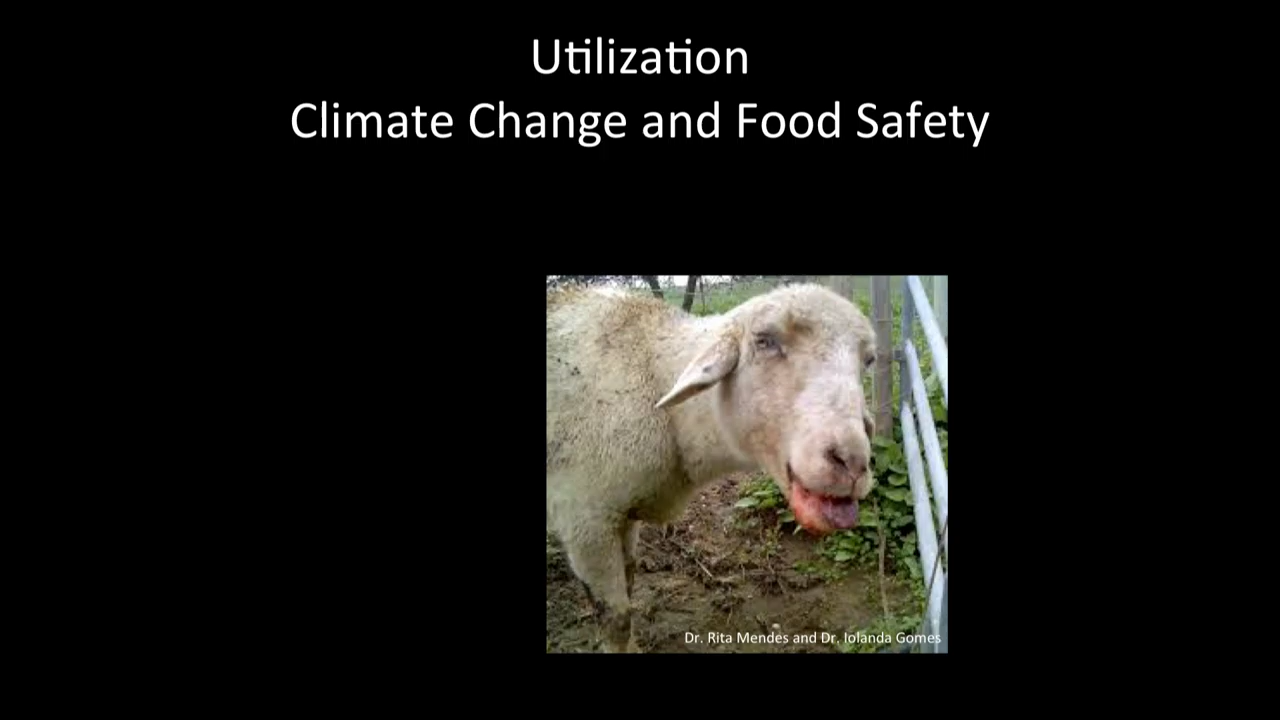 Utilization
Climate Change and Food Safety
Dr. Rita Mendes and Dr. Iolanda Gomes